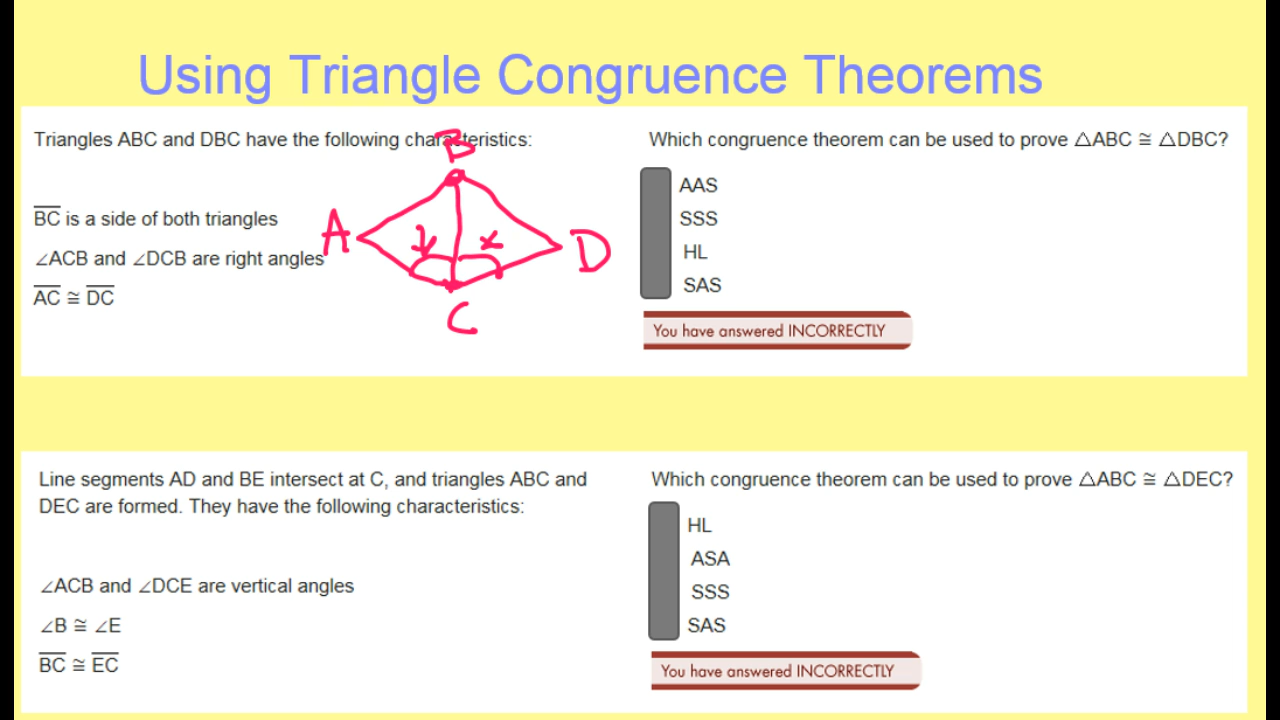 Using Triangle Congruence Theorems
Triangles ABC and DBC have the following characteristics:
BC is a side of both triangles
∠ACB and ∠DCB are right angles
AC ≅ DC
B
A
D
C
Which congruence theorem can be used to prove △ABC ≅ △DBC?
AAS
SSS
HL
SAS
You have answered INCORRECTLY
Line segments AD and BE intersect at C, and triangles ABC and
DEC are formed. They have the following characteristics:
∠ACB and ∠DCE are vertical angles
∠B ≅ ∠E
BC ≅ EC
Which congruence theorem can be used to prove △ABC ≅ △DEC?
HL
ASA
SSS
SAS
You have answered INCORRECTLY